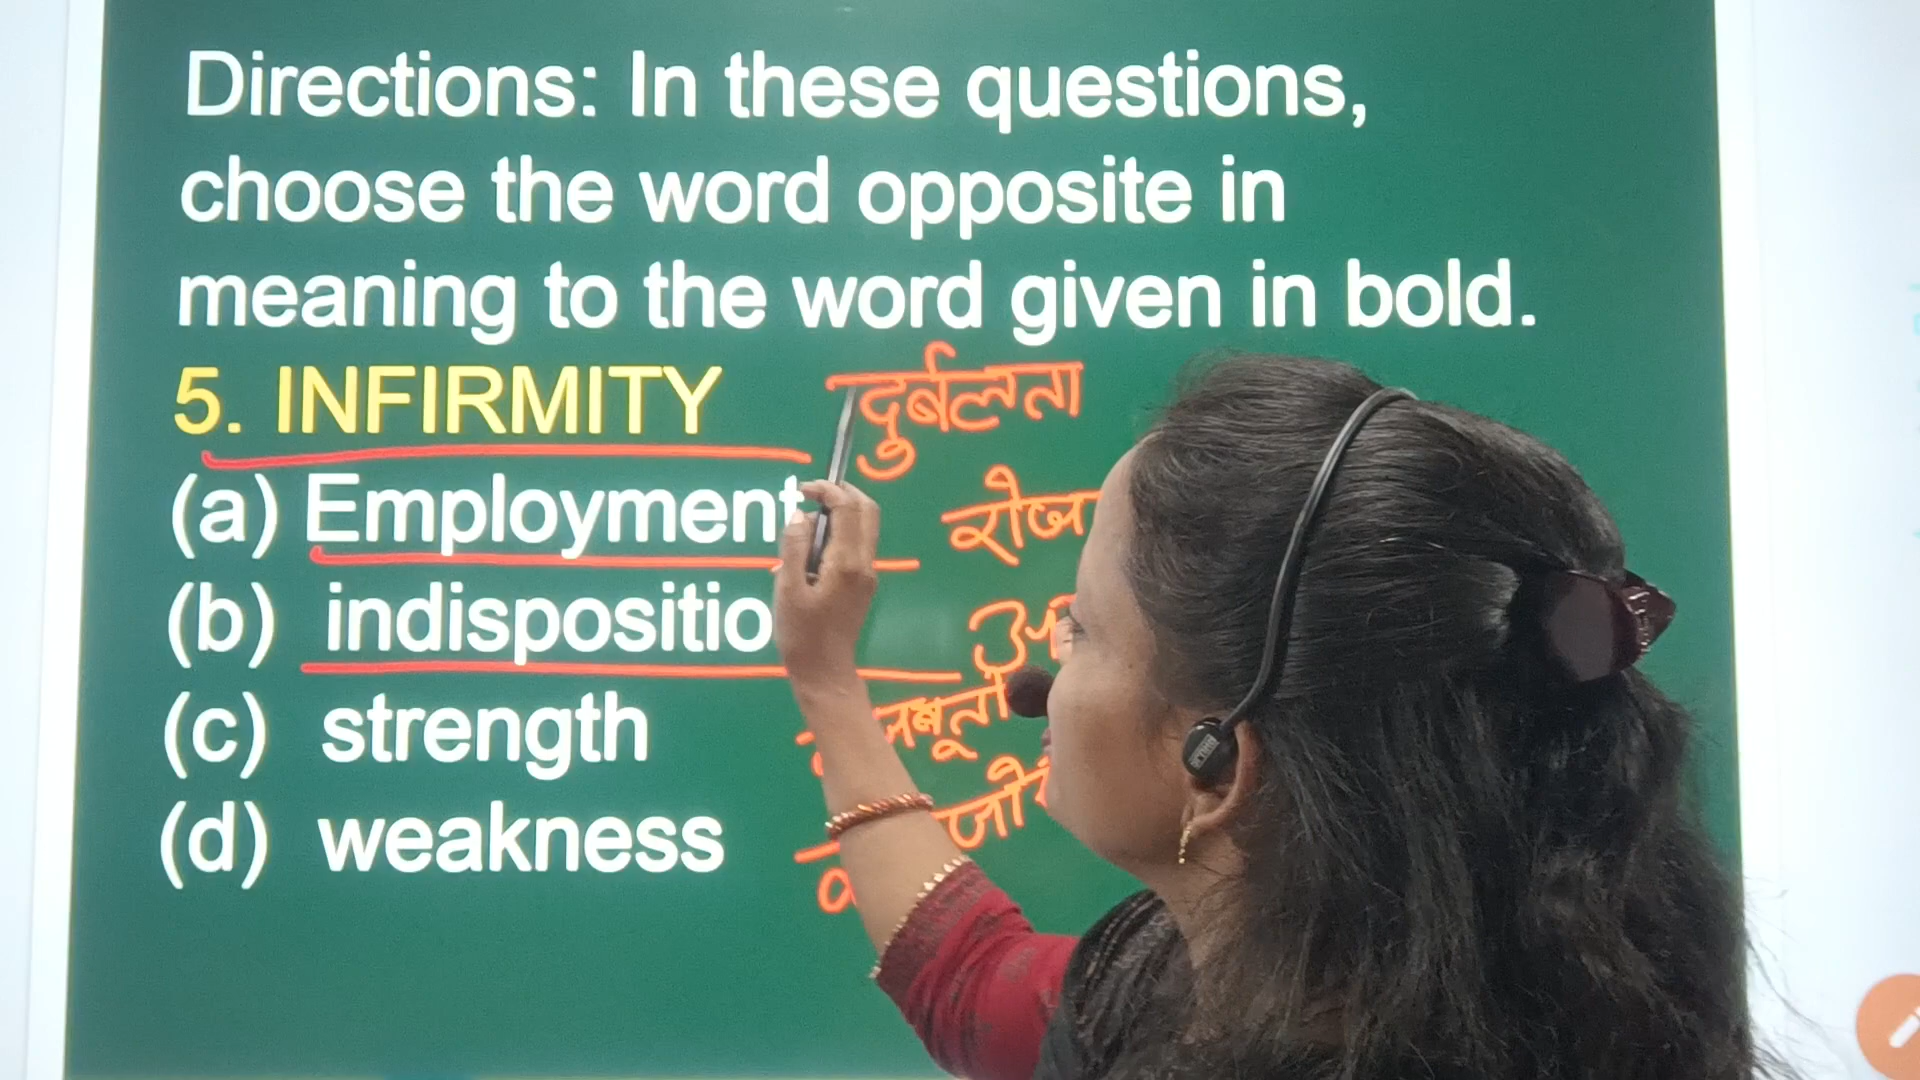 Directions: In these questions,
choose the word opposite in
meaning to the word given in bold.
5. INFIRMITY दुर्बलता
(a) Employment
(b) indispositio
(c) strength
(d) weakness